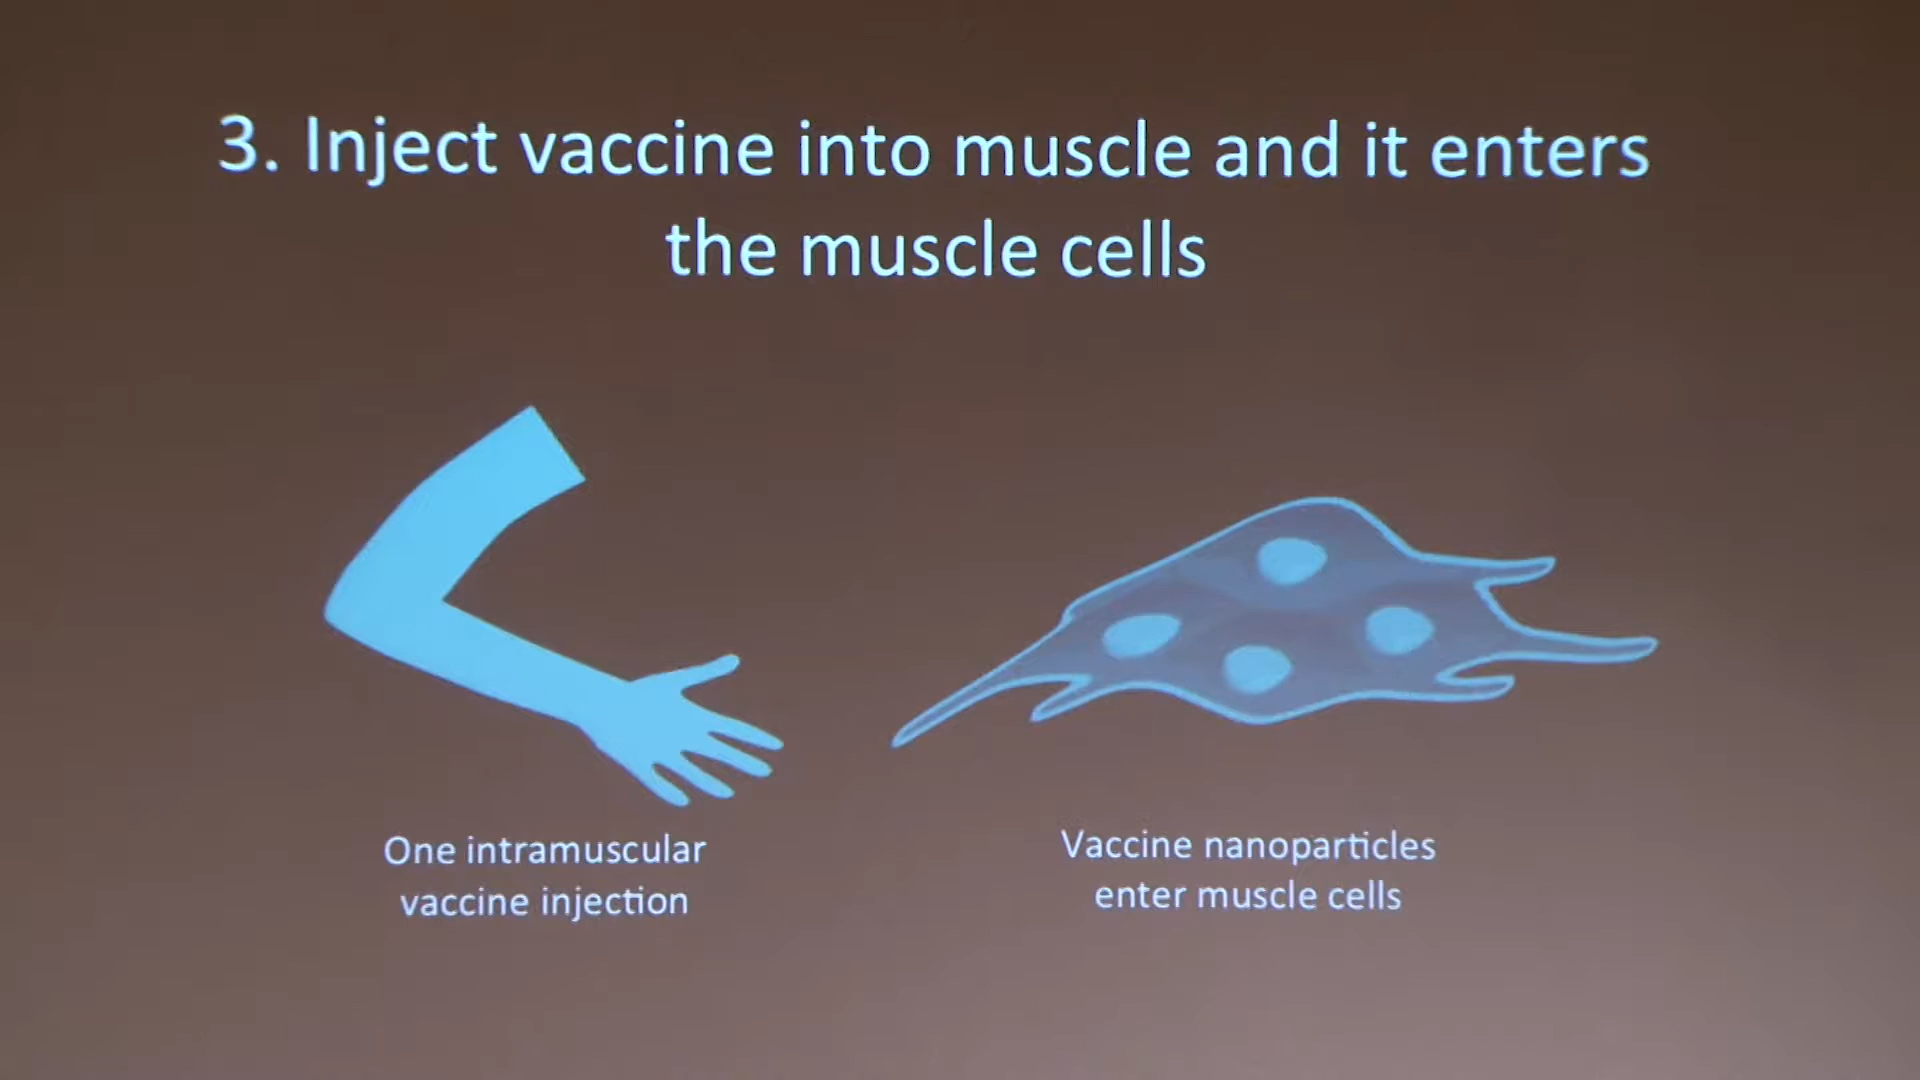 3. Inject vaccine into muscle and it enters
the muscle cells
One intramuscular
vaccine injection
Vaccine nanoparticles
enter muscle cells